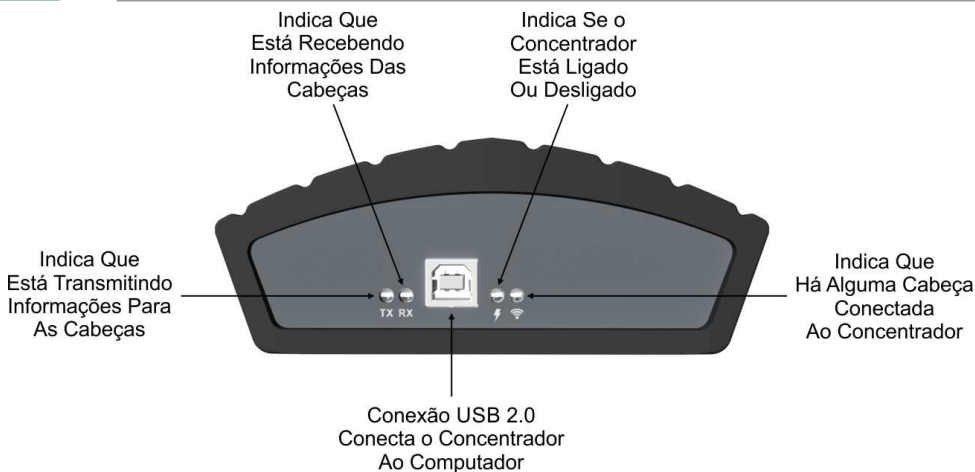 Indica Que
Está Recebendo
Informações Das
Cabeças
Indica Se o
Concentrador
Está Ligado
Ou Desligado
Indica Que
Está Transmitindo
Informações Para
As Cabeças
TX RX
Indica Que
Há Alguma Cabeça
Conectada
Ao Concentrador
Conexão USB 2.0
Conecta o Concentrador
Ao Computador